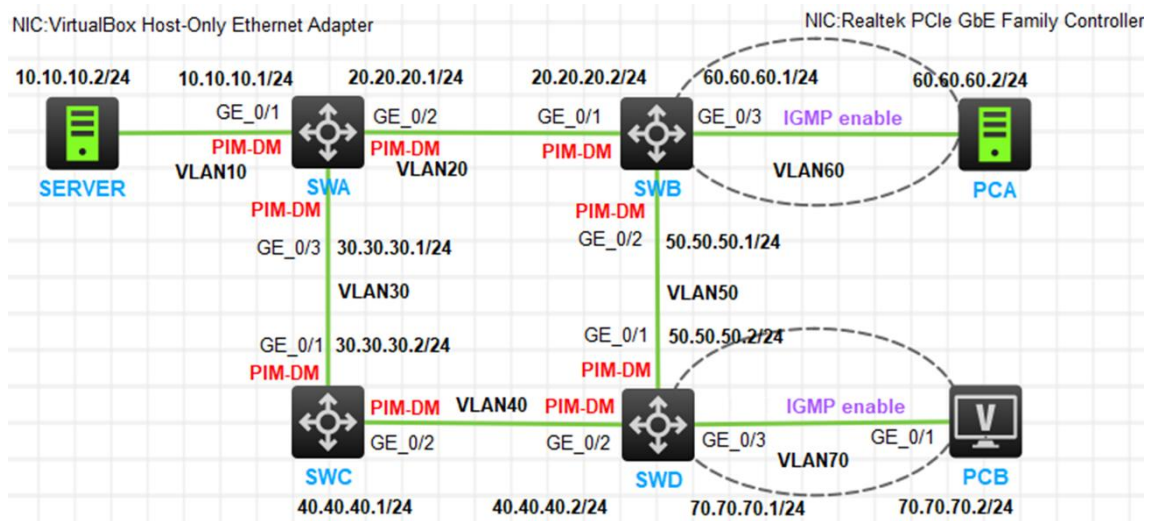 NIC:VirtualBox Host-Only Ethernet Adapter
NIC:Realtek PCIe GbE Family Controller
10.10.10.2/24
10.10.10.1/24
20.20.20.1/24
20.20.20.2/24
60.60.60.1/24
60.60.60.2/24
GE_0/1
GE_0/2
GE_0/1
GE_0/3
IGMP enable
PIM-DM
PIM-DM
PIM-DM
VLAN10
VLAN20
VLAN60
SERVER
SWA
SWB
PCA
PIM-DM
PIM-DM
GE_0/3
30.30.30.1/24
GE_0/2
50.50.50.1/24
VLAN30
VLAN50
GE_0/1
30.30.30.2/24
GE_0/1
50.50.50.2/24
PIM-DM
PIM-DM
PIM-DM
VLAN40
PIM-DM
IGMP enable
V
GE_0/2
GE_0/2
GE_0/3
GE_0/1
VLAN70
SWC
SWD
PCB
40.40.40.1/24
40.40.40.2/24
70.70.70.1/24
70.70.70.2/24